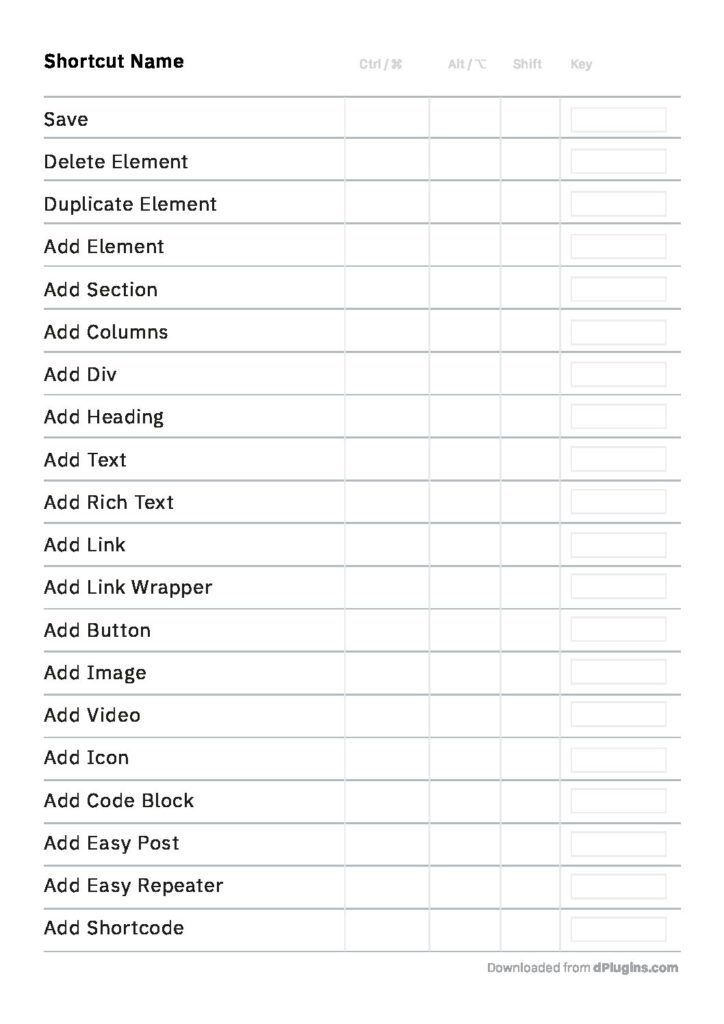 Shortcut Name Ctrl / ⌘ Alt / ⌥ Shift Key
Save
Delete Element
Duplicate Element
Add Element
Add Section
Add Columns
Add Div
Add Heading
Add Text
Add Rich Text
Add Link
Add Link Wrapper
Add Button
Add Image
Add Video
Add Icon
Add Code Block
Add Easy Post
Add Easy Repeater
Add Shortcode
Downloaded from dPlugins.com